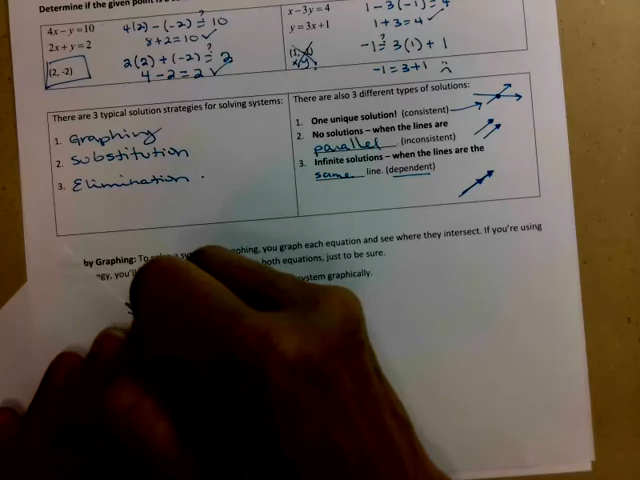 Determine if the given point is
4x − y = 10
4(2) − (−2) ≟ 10
8 + 2 = 10 ✓
2x + y = 2
2(2) + (−2) ≟ 2
(2, -2)
4 − 2 = 2 ✓
x − 3y = 4
1 − 3(−1) = 4
y = 3x + 1
1 + 3 = 4 ✓
−1 ≟ 3(1) + 1
−1 = 3 + 1
There are 3 typical solution strategies for solving systems:
1. Graphing
2. Substitution
3. Elimination
There are also 3 different types of solutions:
1. One unique solution! (consistent)
2. No solutions – when the lines are
parallel. (inconsistent)
3. Infinite solutions – when the lines are the
same line. (dependent)
by Graphing: To graphing, you graph each equation and see where they intersect. If you're using
both equations, just to be sure.
system graphically.